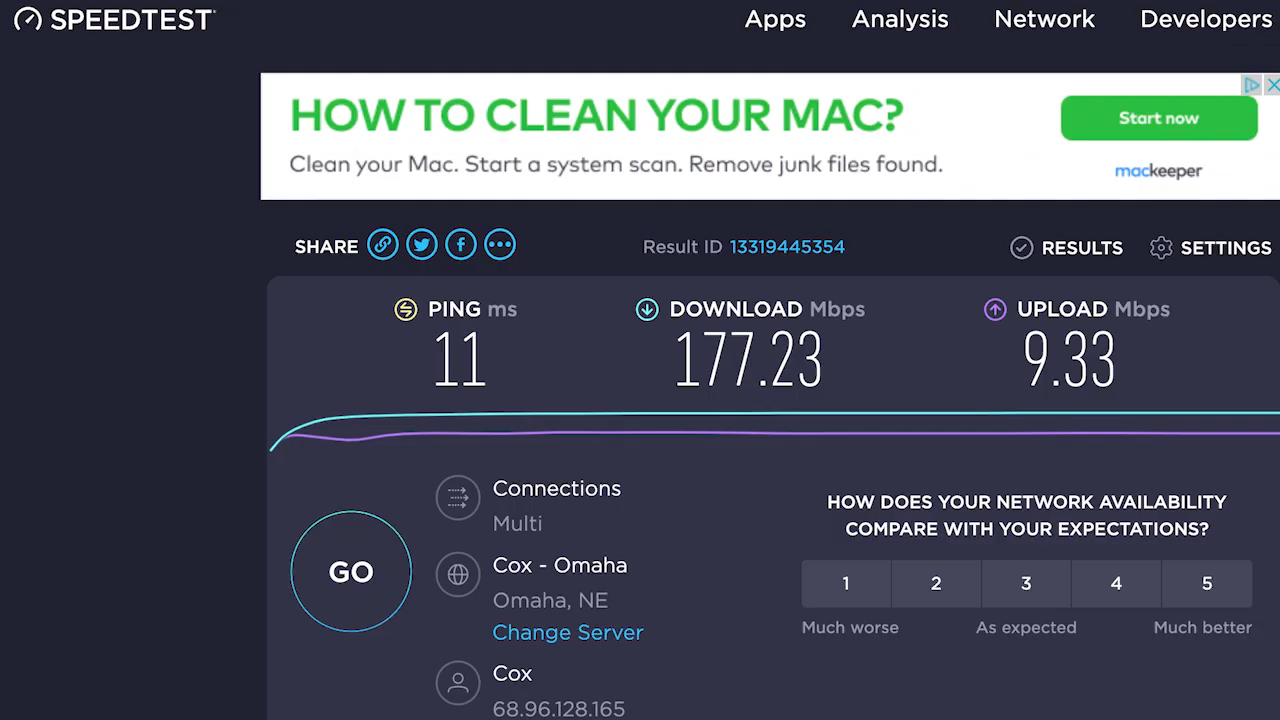 SPEEDTEST
Apps Analysis Network Developers
HOW TO CLEAN YOUR MAC?
Clean your Mac. Start a system scan. Remove junk files found.
Start now
mackeeper
SHARE
Result ID 13319445354
RESULTS SETTINGS
PING ms
11
DOWNLOAD Mbps
177.23
UPLOAD Mbps
9.33
GO
Connections
Multi
Cox - Omaha
Omaha, NE
Change Server
Cox
68.96.128.165
HOW DOES YOUR NETWORK AVAILABILITY
COMPARE WITH YOUR EXPECTATIONS?
1 2 3 4 5
Much worse As expected Much better